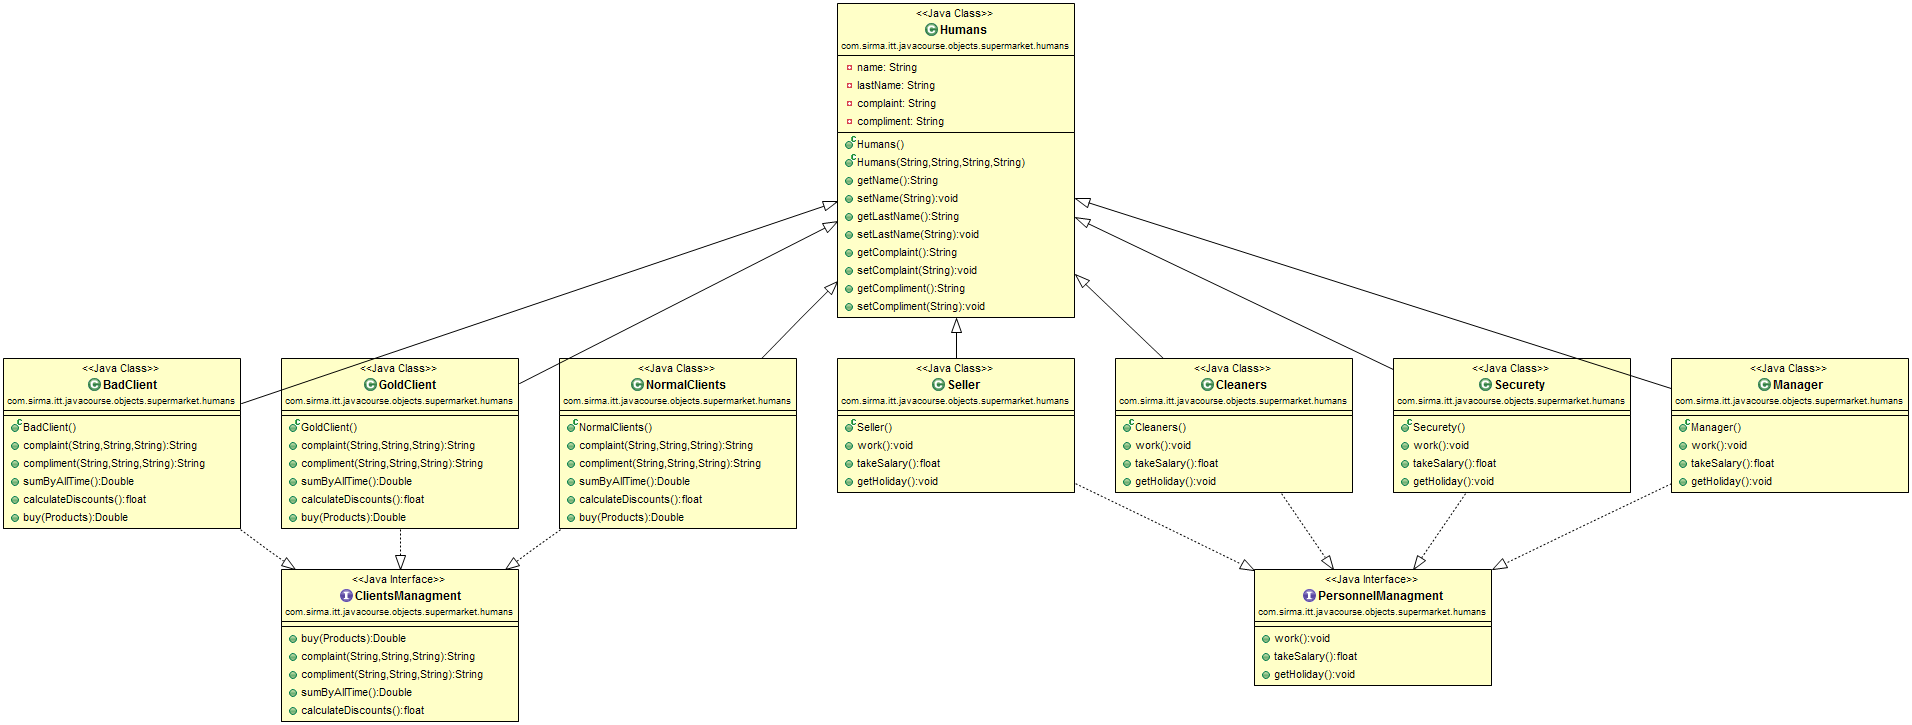 <<Java Class>>
Humans
com.sirma.itt.javacourse.objects.supermarket.humans
name: String
lastName: String
complaint: String
compliment: String
Humans()
Humans(String,String,String,String)
getName():String
setName(String):void
getLastName():String
setLastName(String):void
getComplaint():String
setComplaint(String):void
getCompliment():String
setCompliment(String):void
<<Java Class>>
BadClient
com.sirma.itt.javacourse.objects.supermarket.humans
BadClient()
complaint(String,String,String):String
compliment(String,String,String):String
sumByAllTime():Double
calculateDiscounts():float
buy(Products):Double
<<Java Class>>
GoldClient
com.sirma.itt.javacourse.objects.supermarket.humans
GoldClient()
complaint(String,String,String):String
compliment(String,String,String):String
sumByAllTime():Double
calculateDiscounts():float
buy(Products):Double
<<Java Class>>
NormalClients
com.sirma.itt.javacourse.objects.supermarket.humans
NormalClients()
complaint(String,String,String):String
compliment(String,String,String):String
sumByAllTime():Double
calculateDiscounts():float
buy(Products):Double
<<Java Class>>
Seller
com.sirma.itt.javacourse.objects.supermarket.humans
Seller()
work():void
takeSalary():float
getHoliday():void
<<Java Class>>
Cleaners
com.sirma.itt.javacourse.objects.supermarket.humans
Cleaners()
work():void
takeSalary():float
getHoliday():void
<<Java Class>>
Securety
com.sirma.itt.javacourse.objects.supermarket.humans
Securety()
work():void
takeSalary():float
getHoliday():void
<<Java Class>>
Manager
com.sirma.itt.javacourse.objects.supermarket.humans
Manager()
work():void
takeSalary():float
getHoliday():void
<<Java Interface>>
ClientsManagment
com.sirma.itt.javacourse.objects.supermarket.humans
buy(Products):Double
complaint(String,String,String):String
compliment(String,String,String):String
sumByAllTime():Double
calculateDiscounts():float
<<Java Interface>>
PersonnelManagment
com.sirma.itt.javacourse.objects.supermarket.humans
work():void
takeSalary():float
getHoliday():void